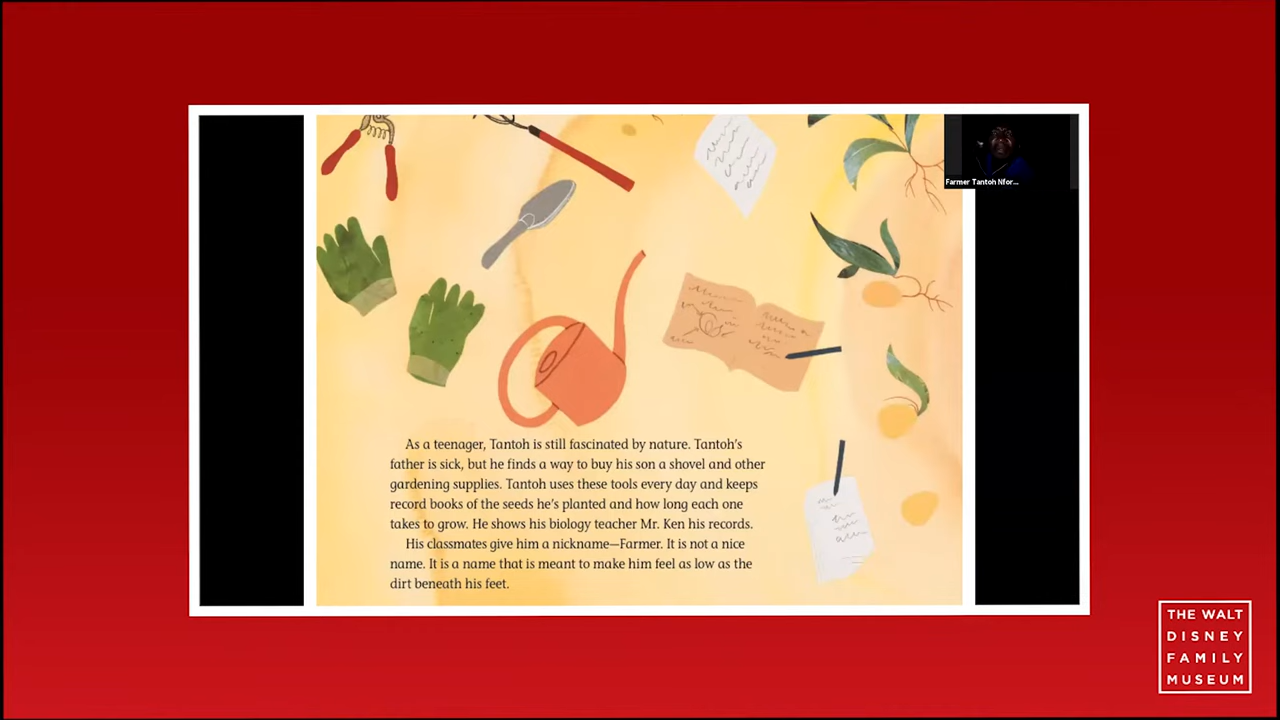 Farmer Tantoh Nfor...
As a teenager, Tantoh is still fascinated by nature. Tantoh's
father is sick, but he finds a way to buy his son a shovel and other
gardening supplies. Tantoh uses these tools every day and keeps
record books of the seeds he's planted and how long each one
takes to grow. He shows his biology teacher Mr. Ken his records.
His classmates give him a nickname—Farmer. It is not a nice
name. It is a name that is meant to make him feel as low as the
dirt beneath his feet.
THE WALT
DISNEY
FAMILY
MUSEUM